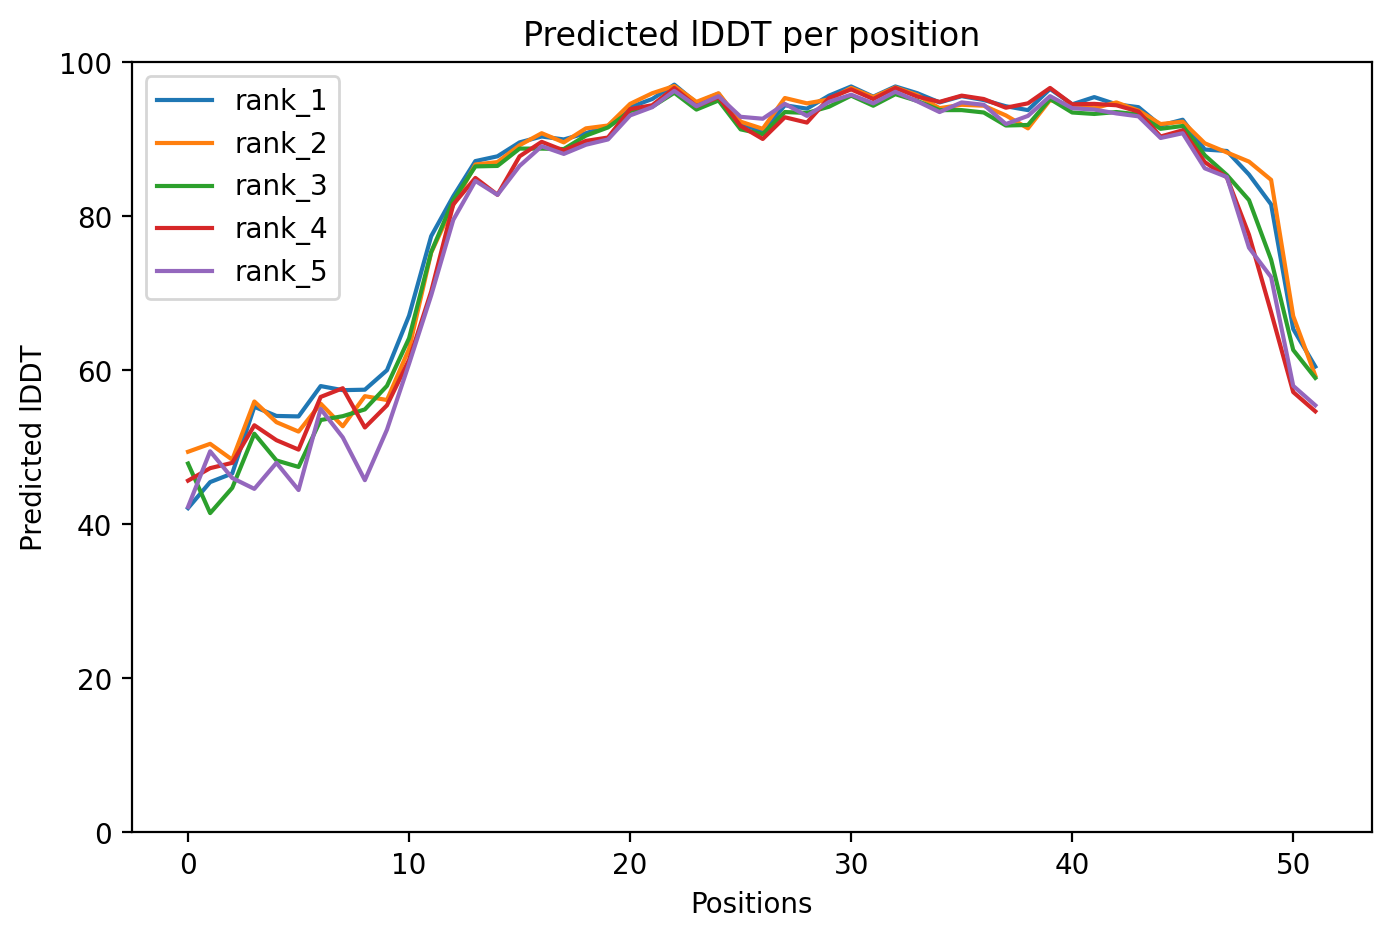 Predicted lDDT per position
100
80
60
40
20
0
Predicted lDDT
rank_1
rank_2
rank_3
rank_4
rank_5
0 10 20 30 40 50
Positions